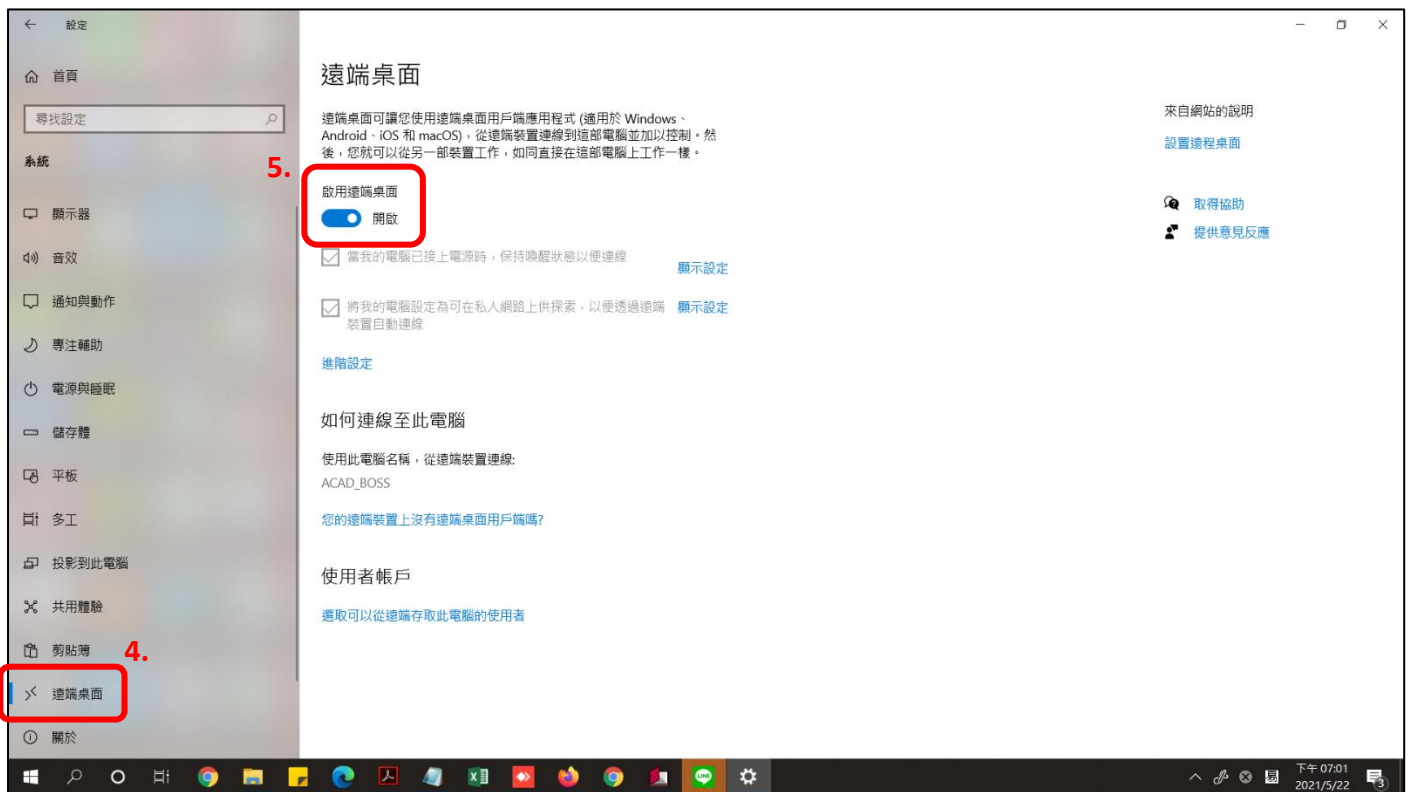 設定
首頁
尋找設定
系統
顯示器
音效
通知與動作
專注輔助
電源與睡眠
儲存體
平板
多工
投影到此電腦
共用體驗
剪貼簿
4.
遠端桌面
關於
遠端桌面
遠端桌面可讓您使用遠端桌面用戶端應用程式 (適用於 Windows、
Android、iOS 和 macOS)，從遠端裝置連線到這部電腦並加以控制。然
後，您就可以從另一部裝置工作，如同直接在這部電腦上工作一樣。
5.
啟用遠端桌面
開啟
當我的電腦已接上電源時，保持喚醒狀態以便連線
顯示設定
將我的電腦設定為可在私人網路上供探索，以便透過遠端
裝置自動連線
顯示設定
進階設定
如何連線至此電腦
使用此電腦名稱，從遠端裝置連線:
ACAD_BOSS
您的遠端裝置上沒有遠端桌面用戶端嗎?
使用者帳戶
選取可以從遠端存取此電腦的使用者
來自網站的說明
設置遠程桌面
取得協助
提供意見反應
LINE
易
下午 07:01
2021/5/22
3